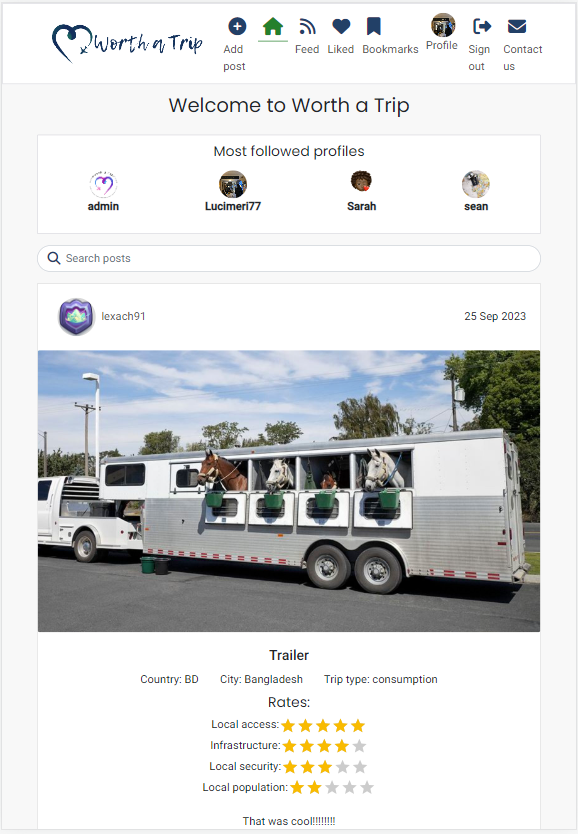 Worth a Trip
Add post
Feed
Liked
Bookmarks
Profile
Sign out
Contact us
Welcome to Worth a Trip
Most followed profiles
admin
Lucimeri77
Sarah
sean
Search posts
lexach91
25 Sep 2023
Trailer
Country: BD City: Bangladesh Trip type: consumption
Rates:
Local access:
Infrastructure:
Local security:
Local population:
That was cool!!!!!!!!